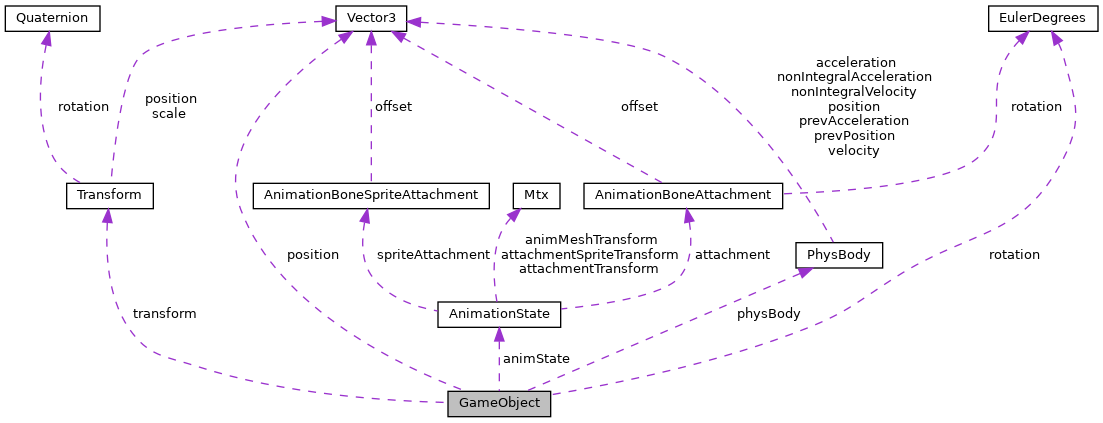 Quaternion
Vector3
EulerDegrees
acceleration
nonIntegralAcceleration
nonIntegralVelocity
position
prevAcceleration
prevPosition
velocity
rotation
position
scale
offset
offset
rotation
Transform
AnimationBoneSpriteAttachment
Mtx
AnimationBoneAttachment
animMeshTransform
attachmentSpriteTransform
attachmentTransform
position
spriteAttachment
attachment
PhysBody
rotation
transform
AnimationState
physBody
animState
GameObject